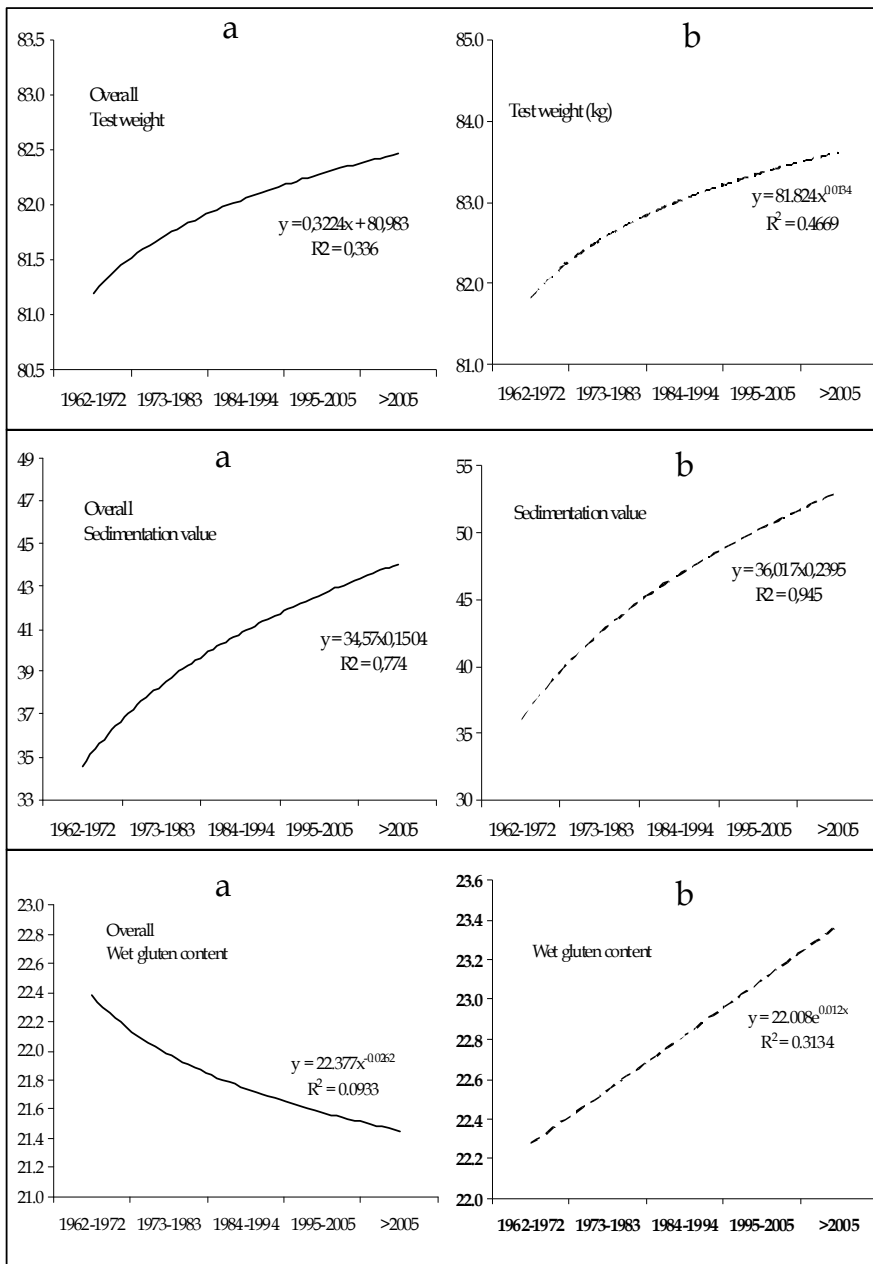 a
83.5
83.0
82.5
82.0
81.5
81.0
80.5
Overall
Test weight
y = 0,3224x + 80,983
R2 = 0,336
1962-1972 1973-1983 1984-1994 1995-2005 >2005
b
85.0
84.0
83.0
82.0
81.0
Test weight (kg)
y = 81.824x^0.0134
R² = 0.4669
1962-1972 1973-1983 1984-1994 1995-2005 >2005
a
49
47
45
43
41
39
37
35
33
Overall
Sedimentation value
y = 34,57x0,1504
R2 = 0,774
1962-1972 1973-1983 1984-1994 1995-2005 >2005
b
55
50
45
40
35
30
Sedimentation value
y = 36,017x0,2395
R2 = 0,945
1962-1972 1973-1983 1984-1994 1995-2005 >2005
a
23.0
22.8
22.6
22.4
22.2
22.0
21.8
21.6
21.4
21.2
21.0
Overall
Wet gluten content
y = 22.377x^-0.0262
R² = 0.0933
1962-1972 1973-1983 1984-1994 1995-2005 >2005
b
23.6
23.4
23.2
23.0
22.8
22.6
22.4
22.2
22.0
Wet gluten content
y = 22.008e^0.012x
R² = 0.3134
1962-1972 1973-1983 1984-1994 1995-2005 >2005